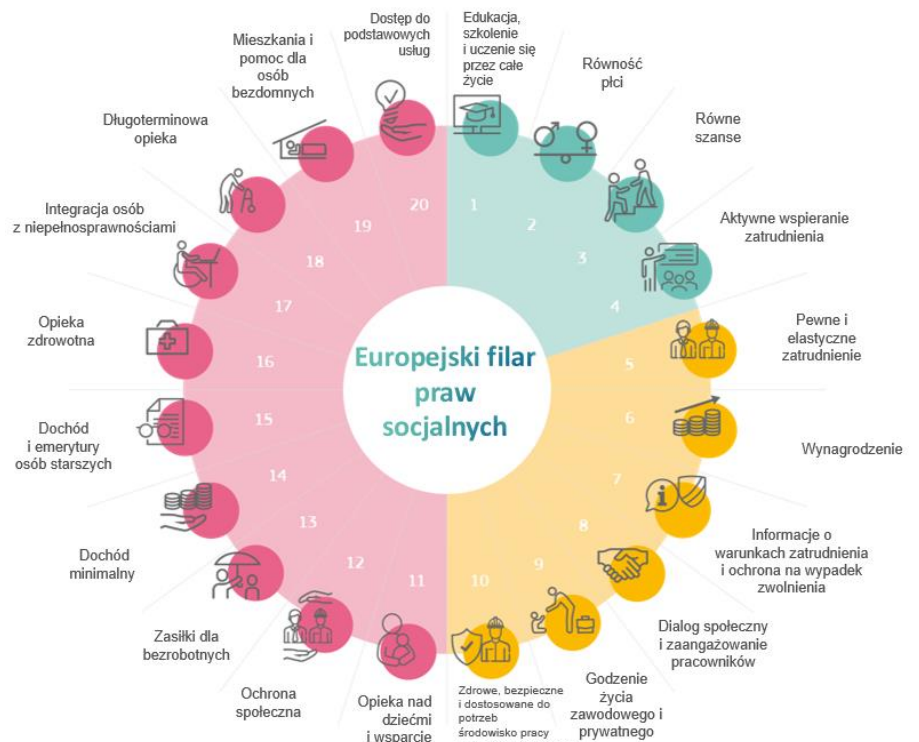 Dostęp do
podstawowych
usług
Edukacja,
szkolenie
i uczenie się
przez całe
życie
Mieszkania i
pomoc dla
osób
bezdomnych
Równość
płci
Długoterminowa
opieka
Równe
szanse
Integracja osób
z niepełnosprawnościami
Aktywne wspieranie
zatrudnienia
Opieka
zdrowotna
Pewne i
elastyczne
zatrudnienie
Dochód
i emerytury
osób starszych
Wynagrodzenie
Dochód
minimalny
Informacje o
warunkach zatrudnienia
i ochrona na wypadek
zwolnienia
Zasiłki dla
bezrobotnych
Dialog społeczny
i zaangażowanie
pracowników
Ochrona
społeczna
Opieka nad
dziećmi
i wsparcie
Zdrowe, bezpieczne
i dostosowane do
potrzeb
środowisko pracy
Godzenie
życia
zawodowego i
prywatnego
Europejski filar
praw
socjalnych
1
2
3
4
5
6
7
8
9
10
11
12
13
14
15
16
17
18
19
20
i